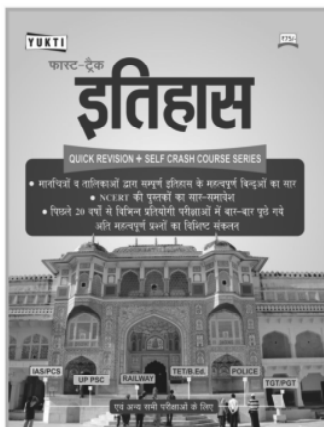 YUKTI
₹75/-
फास्ट-ट्रैक
इतिहास
QUICK REVISION + SELF CRASH COURSE SERIES
• मानचित्रों व तालिकाओं द्वारा सम्पूर्ण इतिहास के महत्वपूर्ण बिन्दुओं का सार
• NCERT की पुस्तकों का सार-समावेश
• पिछले 20 वर्षों से विभिन्न प्रतियोगी परीक्षाओं में बार-बार पूछे गये
अति महत्वपूर्ण प्रश्नों का विशिष्ट संकलन
IAS/PCS
UP PSC
RAILWAY
TET/B.Ed.
POLICE
TGT/PGT
एवं अन्य सभी परीक्षाओं के लिए